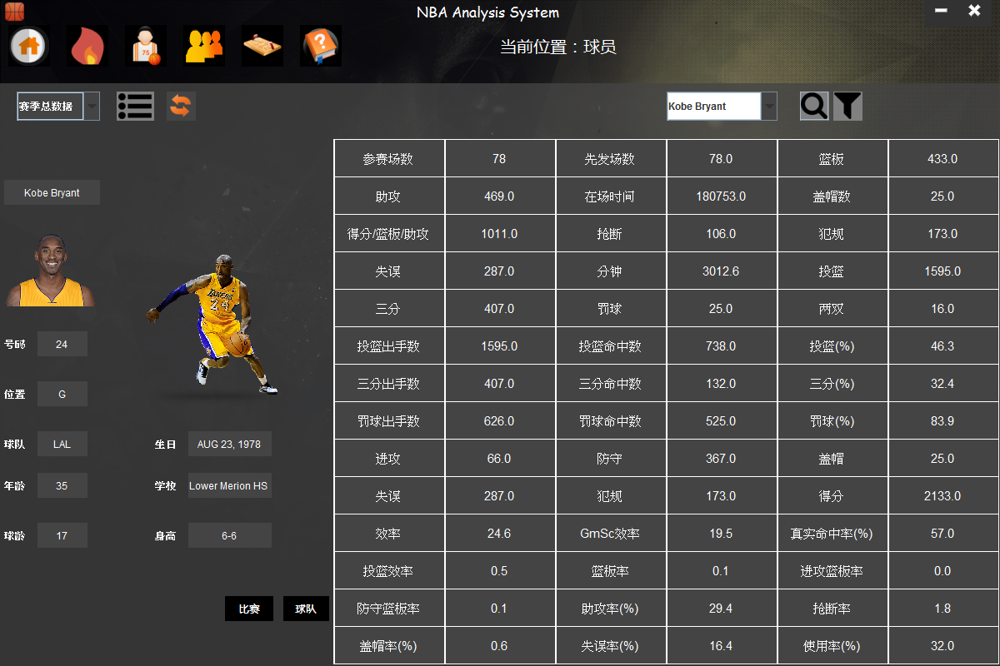 NBA Analysis System
当前位置：球员
赛季总数据
Kobe Bryant
Kobe Bryant
LAKERS
24
号码 24
位置 G
球队 LAL 生日 AUG 23, 1978
年龄 35 学校 Lower Merion HS
球龄 17 身高 6-6
比赛 球队
参赛场数 78 先发场数 78.0 篮板 433.0
助攻 469.0 在场时间 180753.0 盖帽数 25.0
得分/篮板/助攻 1011.0 抢断 106.0 犯规 173.0
失误 287.0 分钟 3012.6 投篮 1595.0
三分 407.0 罚球 25.0 两双 16.0
投篮出手数 1595.0 投篮命中数 738.0 投篮(%) 46.3
三分出手数 407.0 三分命中数 132.0 三分(%) 32.4
罚球出手数 626.0 罚球命中数 525.0 罚球(%) 83.9
进攻 66.0 防守 367.0 盖帽 25.0
失误 287.0 犯规 173.0 得分 2133.0
效率 24.6 GmSc效率 19.5 真实命中率(%) 57.0
投篮效率 0.5 篮板率 0.1 进攻篮板率 0.0
防守篮板率 0.1 助攻率(%) 29.4 抢断率 1.8
盖帽率(%) 0.6 失误率(%) 16.4 使用率(%) 32.0